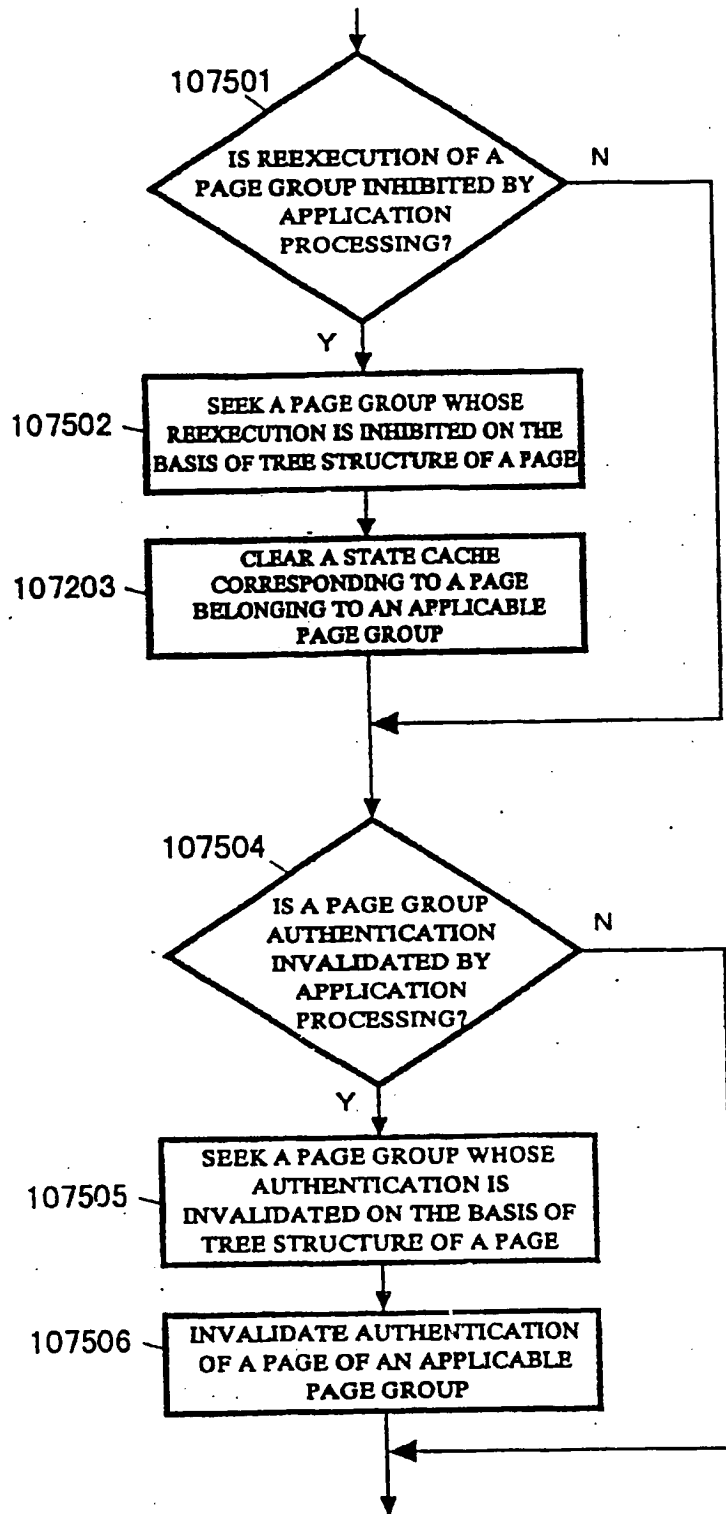 107501
IS REEXECUTION OF A
PAGE GROUP INHIBITED BY
APPLICATION
PROCESSING?
N
Y
107502
SEEK A PAGE GROUP WHOSE
REEXECUTION IS INHIBITED ON THE
BASIS OF TREE STRUCTURE OF A PAGE
107203
CLEAR A STATE CACHE
CORRESPONDING TO A PAGE
BELONGING TO AN APPLICABLE
PAGE GROUP
107504
IS A PAGE GROUP
AUTHENTICATION
INVALIDATED BY
APPLICATION
PROCESSING?
N
Y
107505
SEEK A PAGE GROUP WHOSE
AUTHENTICATION IS
INVALIDATED ON THE BASIS OF
TREE STRUCTURE OF A PAGE
107506
INVALIDATE AUTHENTICATION
OF A PAGE OF AN APPLICABLE
PAGE GROUP